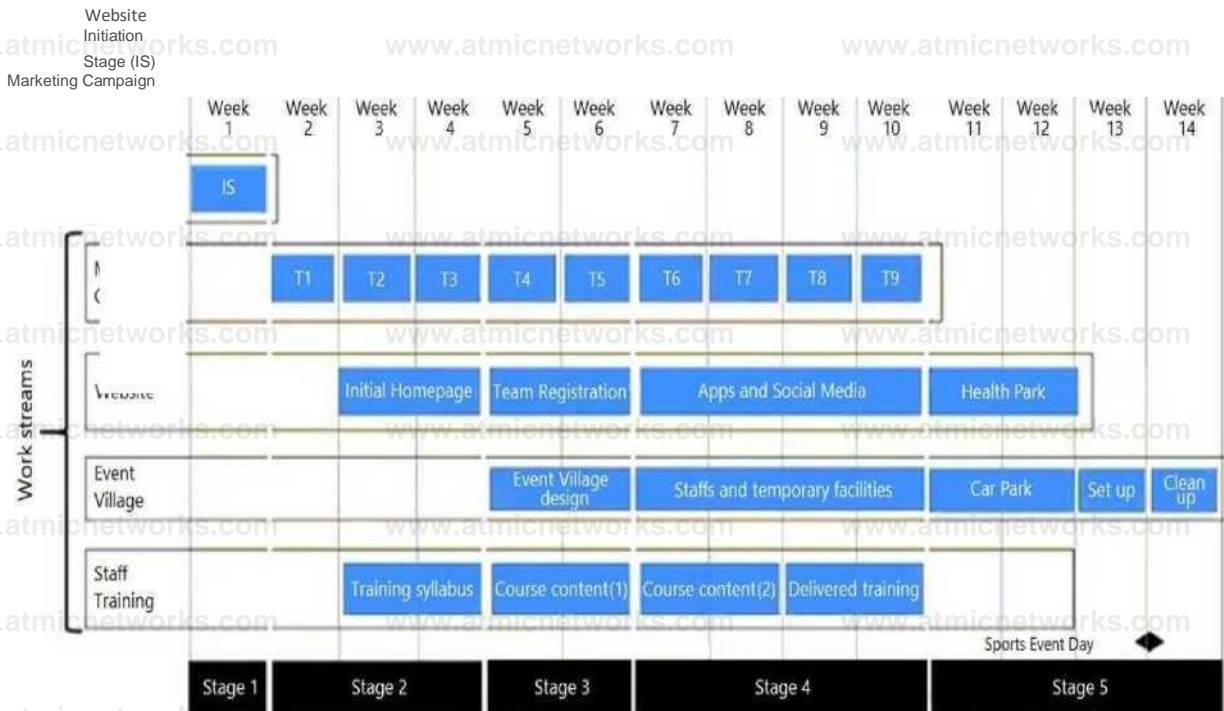 Website
Initiation
Stage (IS)
Marketing Campaign
www.atmicnetworks.com
Week 1
Week 2
Week 3
Week 4
Week 5
Week 6
Week 7
Week 8
Week 9
Week 10
Week 11
Week 12
Week 13
Week 14
IS
Work streams
T1
T2
T3
T4
T5
T6
T7
T8
T9
Website
Initial Homepage
Team Registration
Apps and Social Media
Health Park
Event
Village
Event Village
design
Staffs and temporary facilities
Car Park
Set up
Clean
up
Staff
Training
Training syllabus
Course content(1)
Course content(2)
Delivered training
Sports Event Day
Stage 1
Stage 2
Stage 3
Stage 4
Stage 5